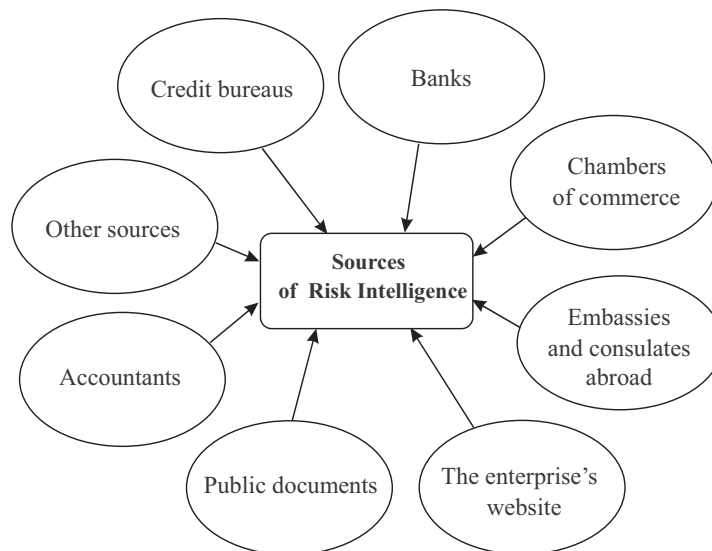 Banks
Credit bureaus
Chambers
of commerce
Other sources
Sources
of Risk Intelligence
Embassies
and consulates
abroad
Accountants
Public documents
The enterprise's
website